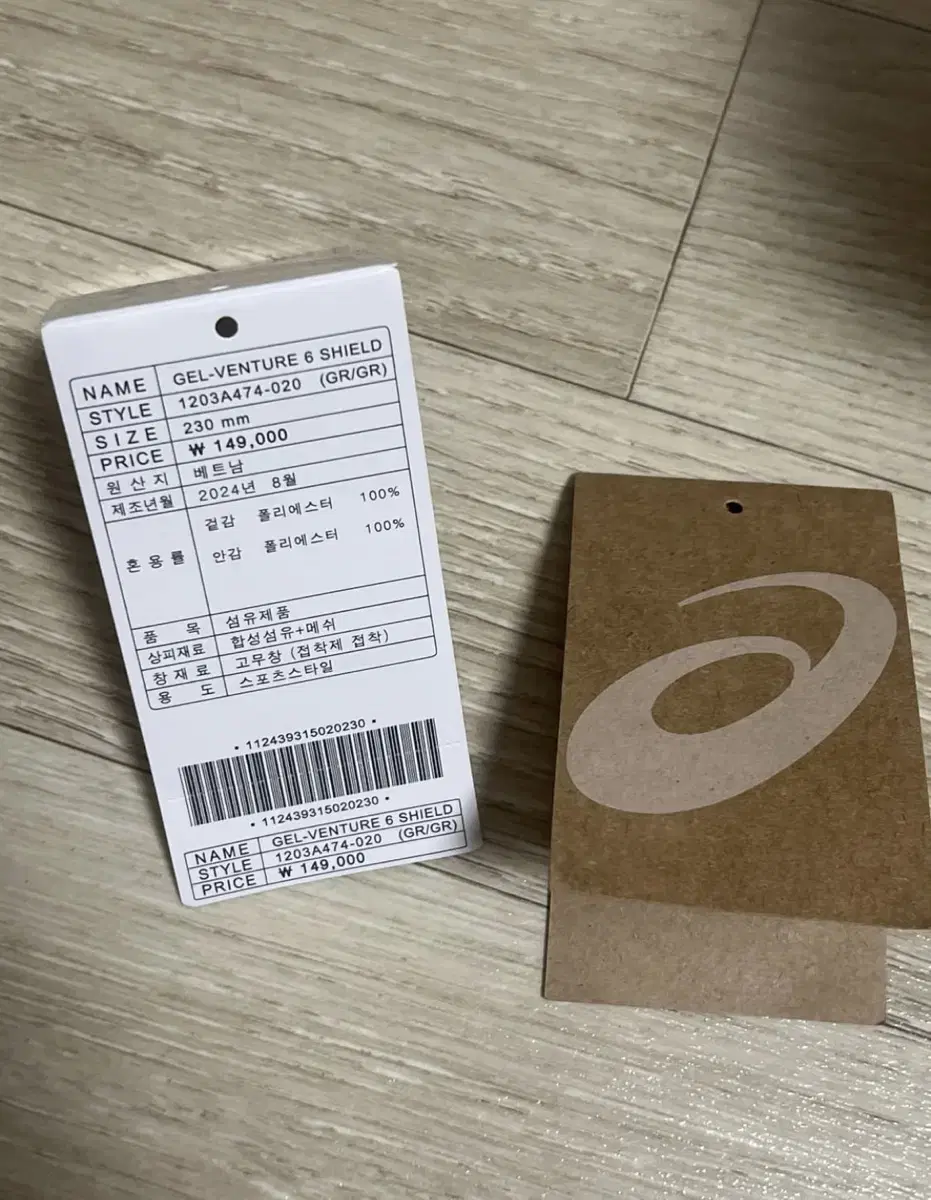 NAME GEL-VENTURE 6 SHIELD
STYLE 1203A474-020 (GR/GR)
SIZE 230 mm
PRICE ₩ 149,000
원산지 베트남
제조년월 2024년 8월
혼용률 겉감 폴리에스터 100%
안감 폴리에스터 100%
품목 섬유제품
상피재료 합성섬유+메쉬
창재료 고무창 (접착제 접착)
용도 스포츠스타일
• 112439315020230 •
• 112439315020230 •
NAME GEL-VENTURE 6 SHIELD
STYLE 1203A474-020 (GR/GR)
PRICE ₩ 149,000